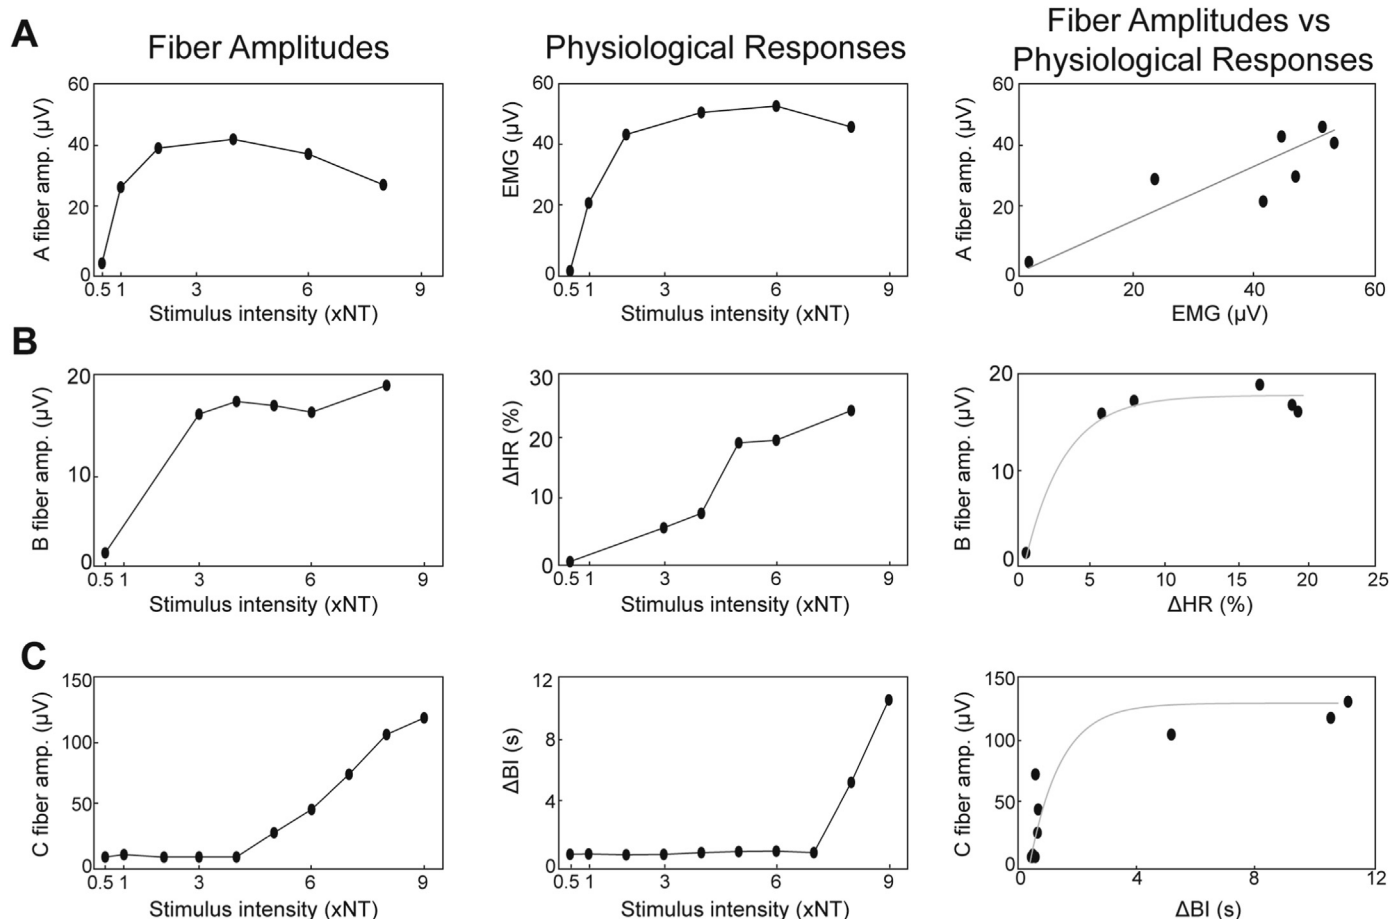 A
Fiber Amplitudes
Physiological Responses
Fiber Amplitudes vs
Physiological Responses
A fiber amp. (µV)
60
40
20
0
0.5 1 3 6 9
Stimulus intensity (xNT)
EMG (µV)
60
40
20
0
0.5 1 3 6 9
Stimulus intensity (xNT)
A fiber amp. (µV)
60
40
20
0
0 20 40 60
EMG (µV)
B
B fiber amp. (µV)
20
10
0
0.5 1 3 6 9
Stimulus intensity (xNT)
ΔHR (%)
30
20
10
0
0.5 1 3 6 9
Stimulus intensity (xNT)
B fiber amp. (µV)
20
10
0
0 5 10 15 20 25
ΔHR (%)
C
C fiber amp. (µV)
150
100
50
0
0.5 1 3 6 9
Stimulus intensity (xNT)
ΔBI (s)
12
8
4
0
0.5 1 3 6 9
Stimulus intensity (xNT)
C fiber amp. (µV)
150
100
50
0
0 4 8 12
ΔBI (s)